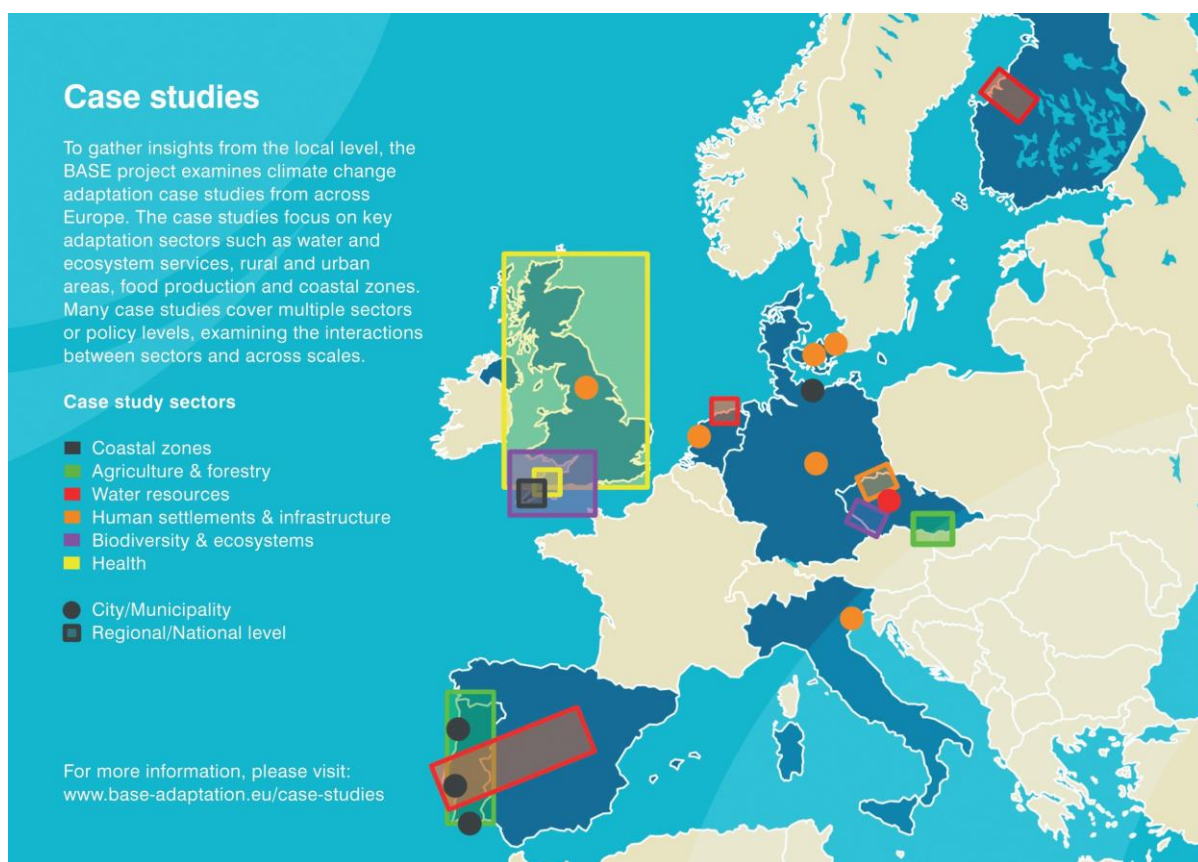 Case studies
To gather insights from the local level, the
BASE project examines climate change
adaptation case studies from across
Europe. The case studies focus on key
adaptation sectors such as water and
ecosystem services, rural and urban
areas, food production and coastal zones.
Many case studies cover multiple sectors
or policy levels, examining the interactions
between sectors and across scales.
Case study sectors
Coastal zones
Agriculture & forestry
Water resources
Human settlements & infrastructure
Biodiversity & ecosystems
Health
City/Municipality
Regional/National level
For more information, please visit:
www.base-adaptation.eu/case-studies